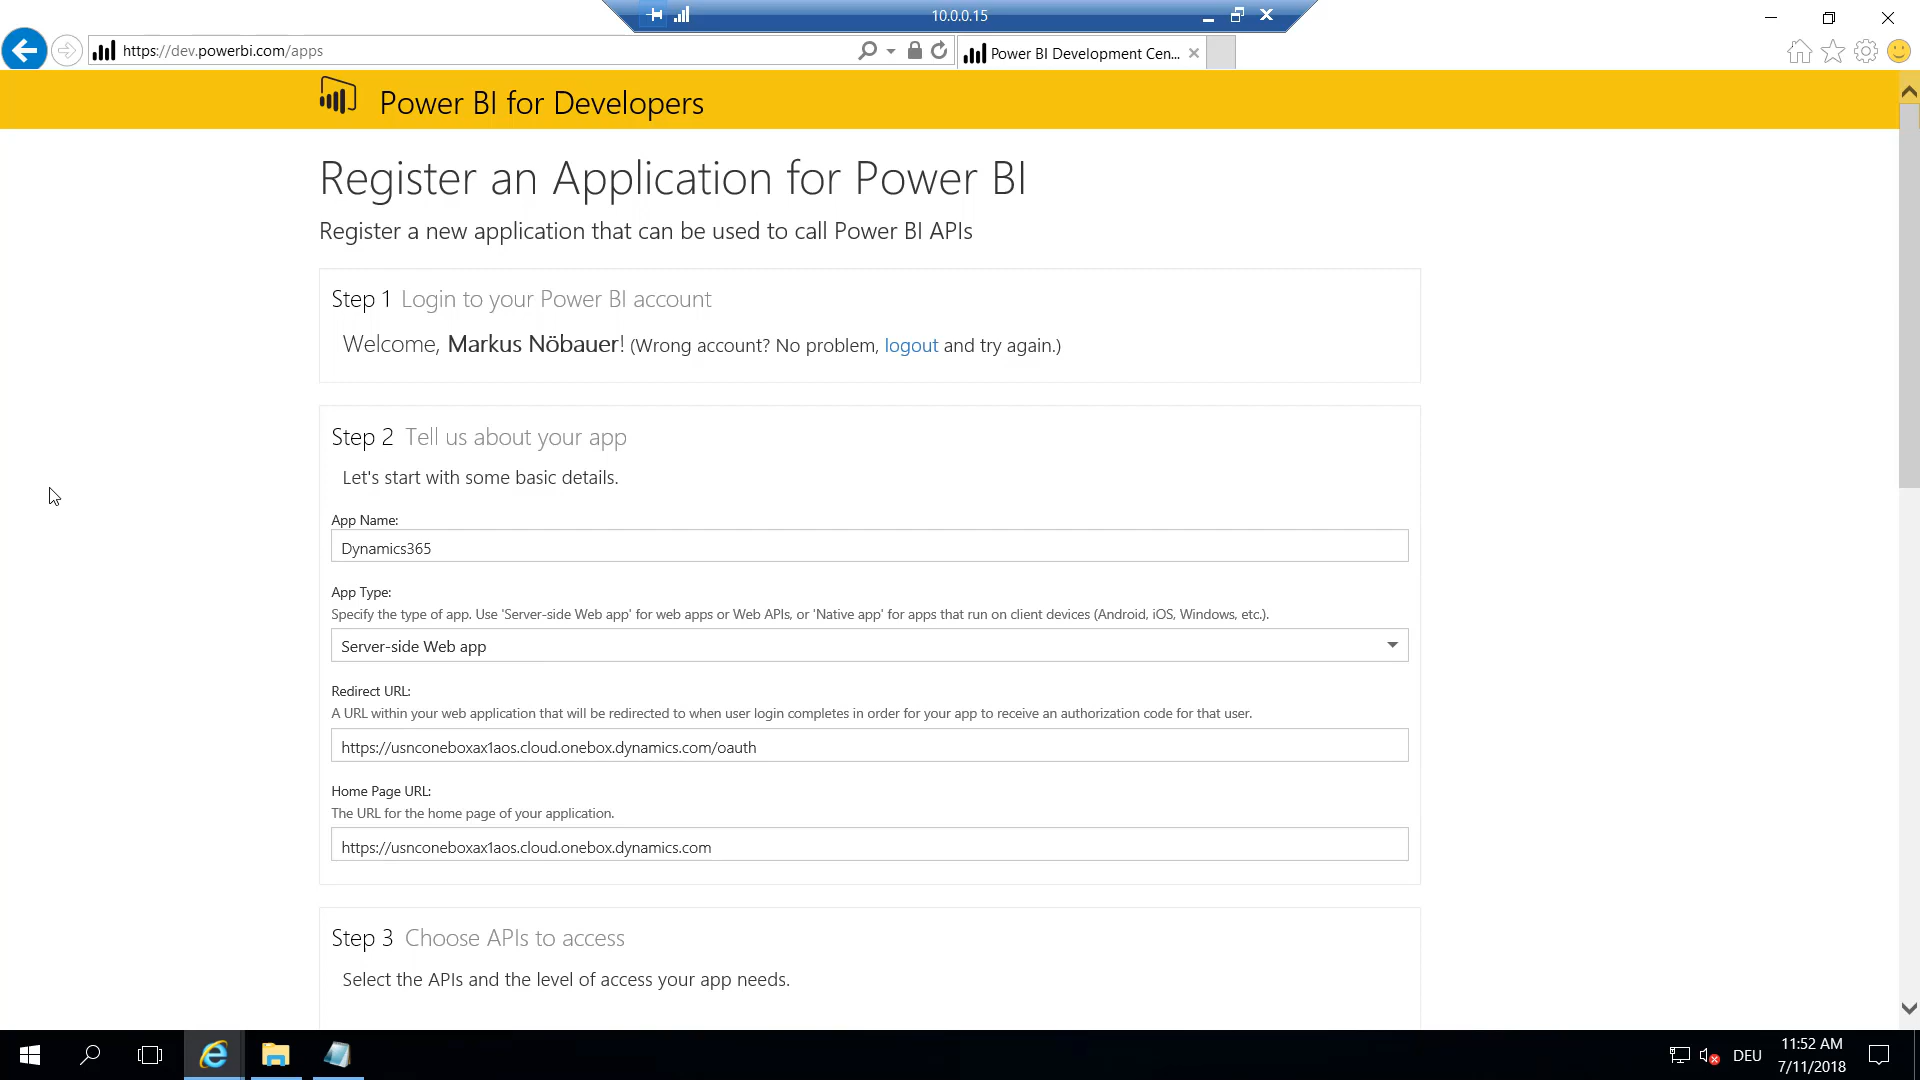 10.0.0.15
https://dev.powerbi.com/apps
Power BI Development Cen...
Power BI for Developers
Register an Application for Power BI
Register a new application that can be used to call Power BI APIs
Step 1 Login to your Power BI account
Welcome, Markus Nöbauer! (Wrong account? No problem, logout and try again.)
Step 2 Tell us about your app
Let's start with some basic details.
App Name:
Dynamics365
App Type:
Specify the type of app. Use 'Server-side Web app' for web apps or Web APIs, or 'Native app' for apps that run on client devices (Android, iOS, Windows, etc.).
Server-side Web app
Redirect URL:
A URL within your web application that will be redirected to when user login completes in order for your app to receive an authorization code for that user.
https://usnconeboxax1aos.cloud.onebox.dynamics.com/oauth
Home Page URL:
The URL for the home page of your application.
https://usnconeboxax1aos.cloud.onebox.dynamics.com
Step 3 Choose APIs to access
Select the APIs and the level of access your app needs.
DEU
11:52 AM
7/11/2018